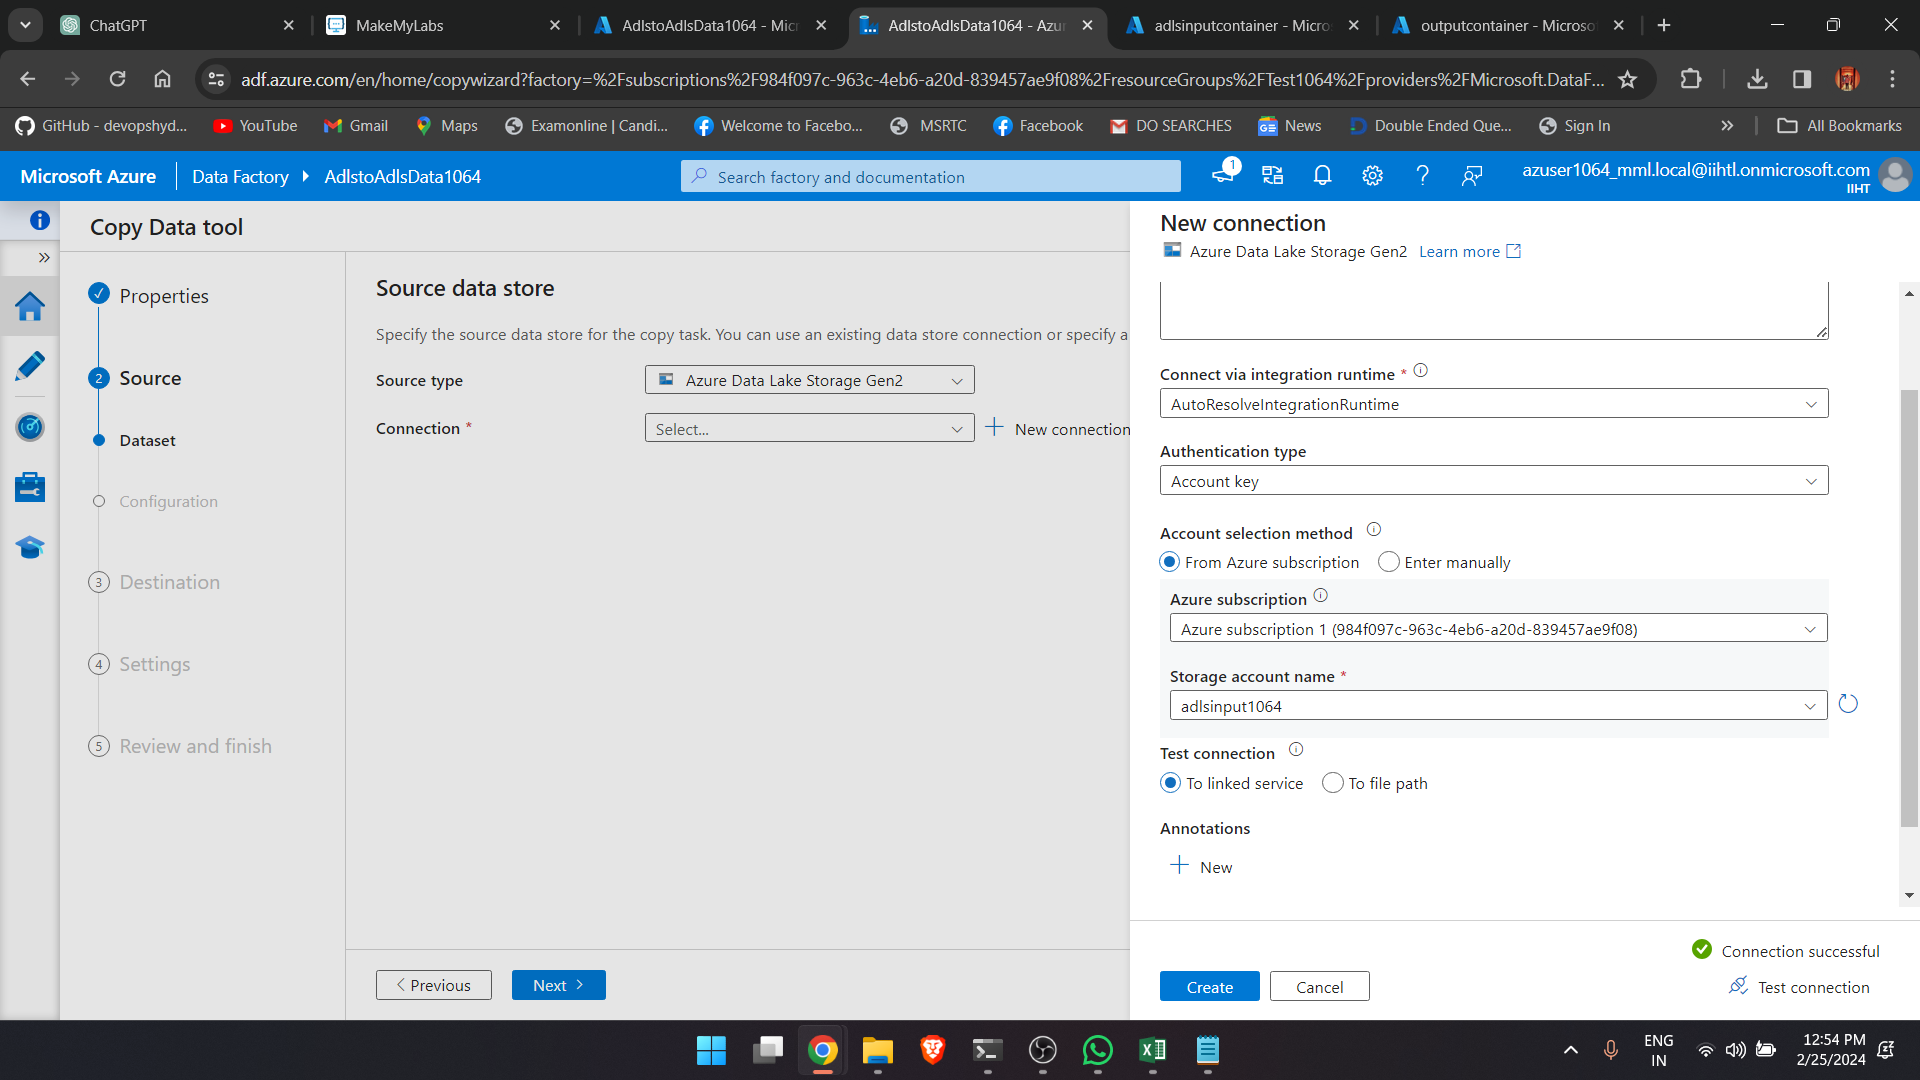 ChatGPT
MakeMyLabs
AdlstoAdlsData1064 - Micr
AdlstoAdlsData1064 - Azur
adlsinputcontainer - Micro
outputcontainer - Microso
adf.azure.com/en/home/copywizard?factory=%2Fsubscriptions%2F984f097c-963c-4eb6-a20d-839457ae9f08%2FresourceGroups%2FTest1064%2Fproviders%2FMicrosoft.DataF...
GitHub - devopshyd...
YouTube
Gmail
Maps
Examonline | Candi...
Welcome to Facebo...
MSRTC
Facebook
DO SEARCHES
News
Double Ended Que...
Sign In
All Bookmarks
Microsoft Azure
Data Factory
AdlstoAdlsData1064
Search factory and documentation
1
azuser1064_mml.local@iihtl.onmicrosoft.com
IIHT
Copy Data tool
Properties
2 Source
Dataset
Configuration
3 Destination
4 Settings
5 Review and finish
Source data store
Specify the source data store for the copy task. You can use an existing data store connection or specify a
Source type
Azure Data Lake Storage Gen2
Connection *
Select...
New connection
Previous
Next
New connection
Azure Data Lake Storage Gen2 Learn more
Connect via integration runtime *
AutoResolveIntegrationRuntime
Authentication type
Account key
Account selection method
From Azure subscription
Enter manually
Azure subscription
Azure subscription 1 (984f097c-963c-4eb6-a20d-839457ae9f08)
Storage account name *
adlsinput1064
Test connection
To linked service
To file path
Annotations
New
Connection successful
Create
Cancel
Test connection
ENG
IN
12:54 PM
2/25/2024